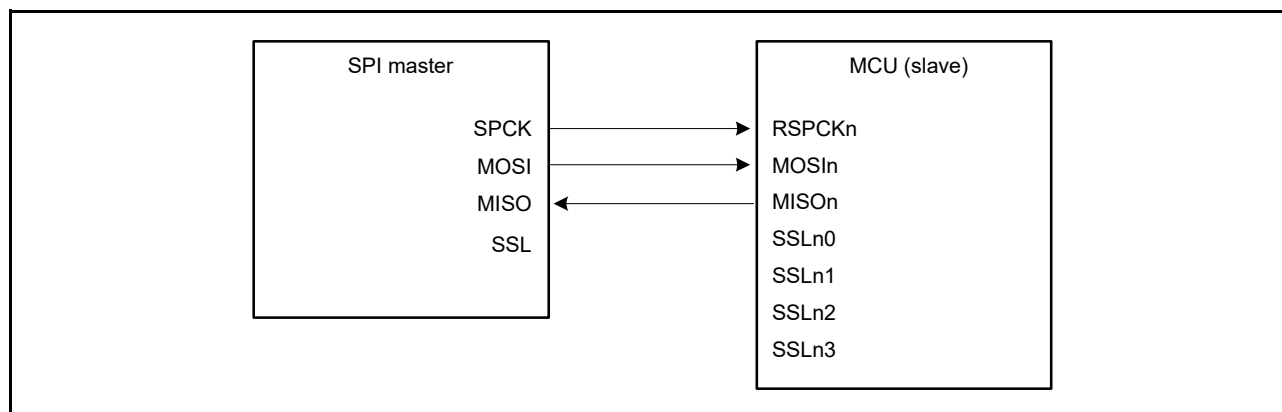 SPI master
SPCK
MOSI
MISO
SSL
MCU (slave)
RSPCKn
MOSIn
MISOn
SSLn0
SSLn1
SSLn2
SSLn3